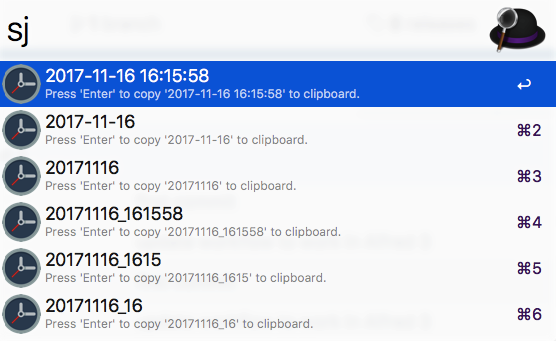 sj
2017-11-16 16:15:58
Press 'Enter' to copy '2017-11-16 16:15:58' to clipboard.
↩
2017-11-16
Press 'Enter' to copy '2017-11-16' to clipboard.
⌘2
20171116
Press 'Enter' to copy '20171116' to clipboard.
⌘3
20171116_161558
Press 'Enter' to copy '20171116_161558' to clipboard.
⌘4
20171116_1615
Press 'Enter' to copy '20171116_1615' to clipboard.
⌘5
20171116_16
Press 'Enter' to copy '20171116_16' to clipboard.
⌘6